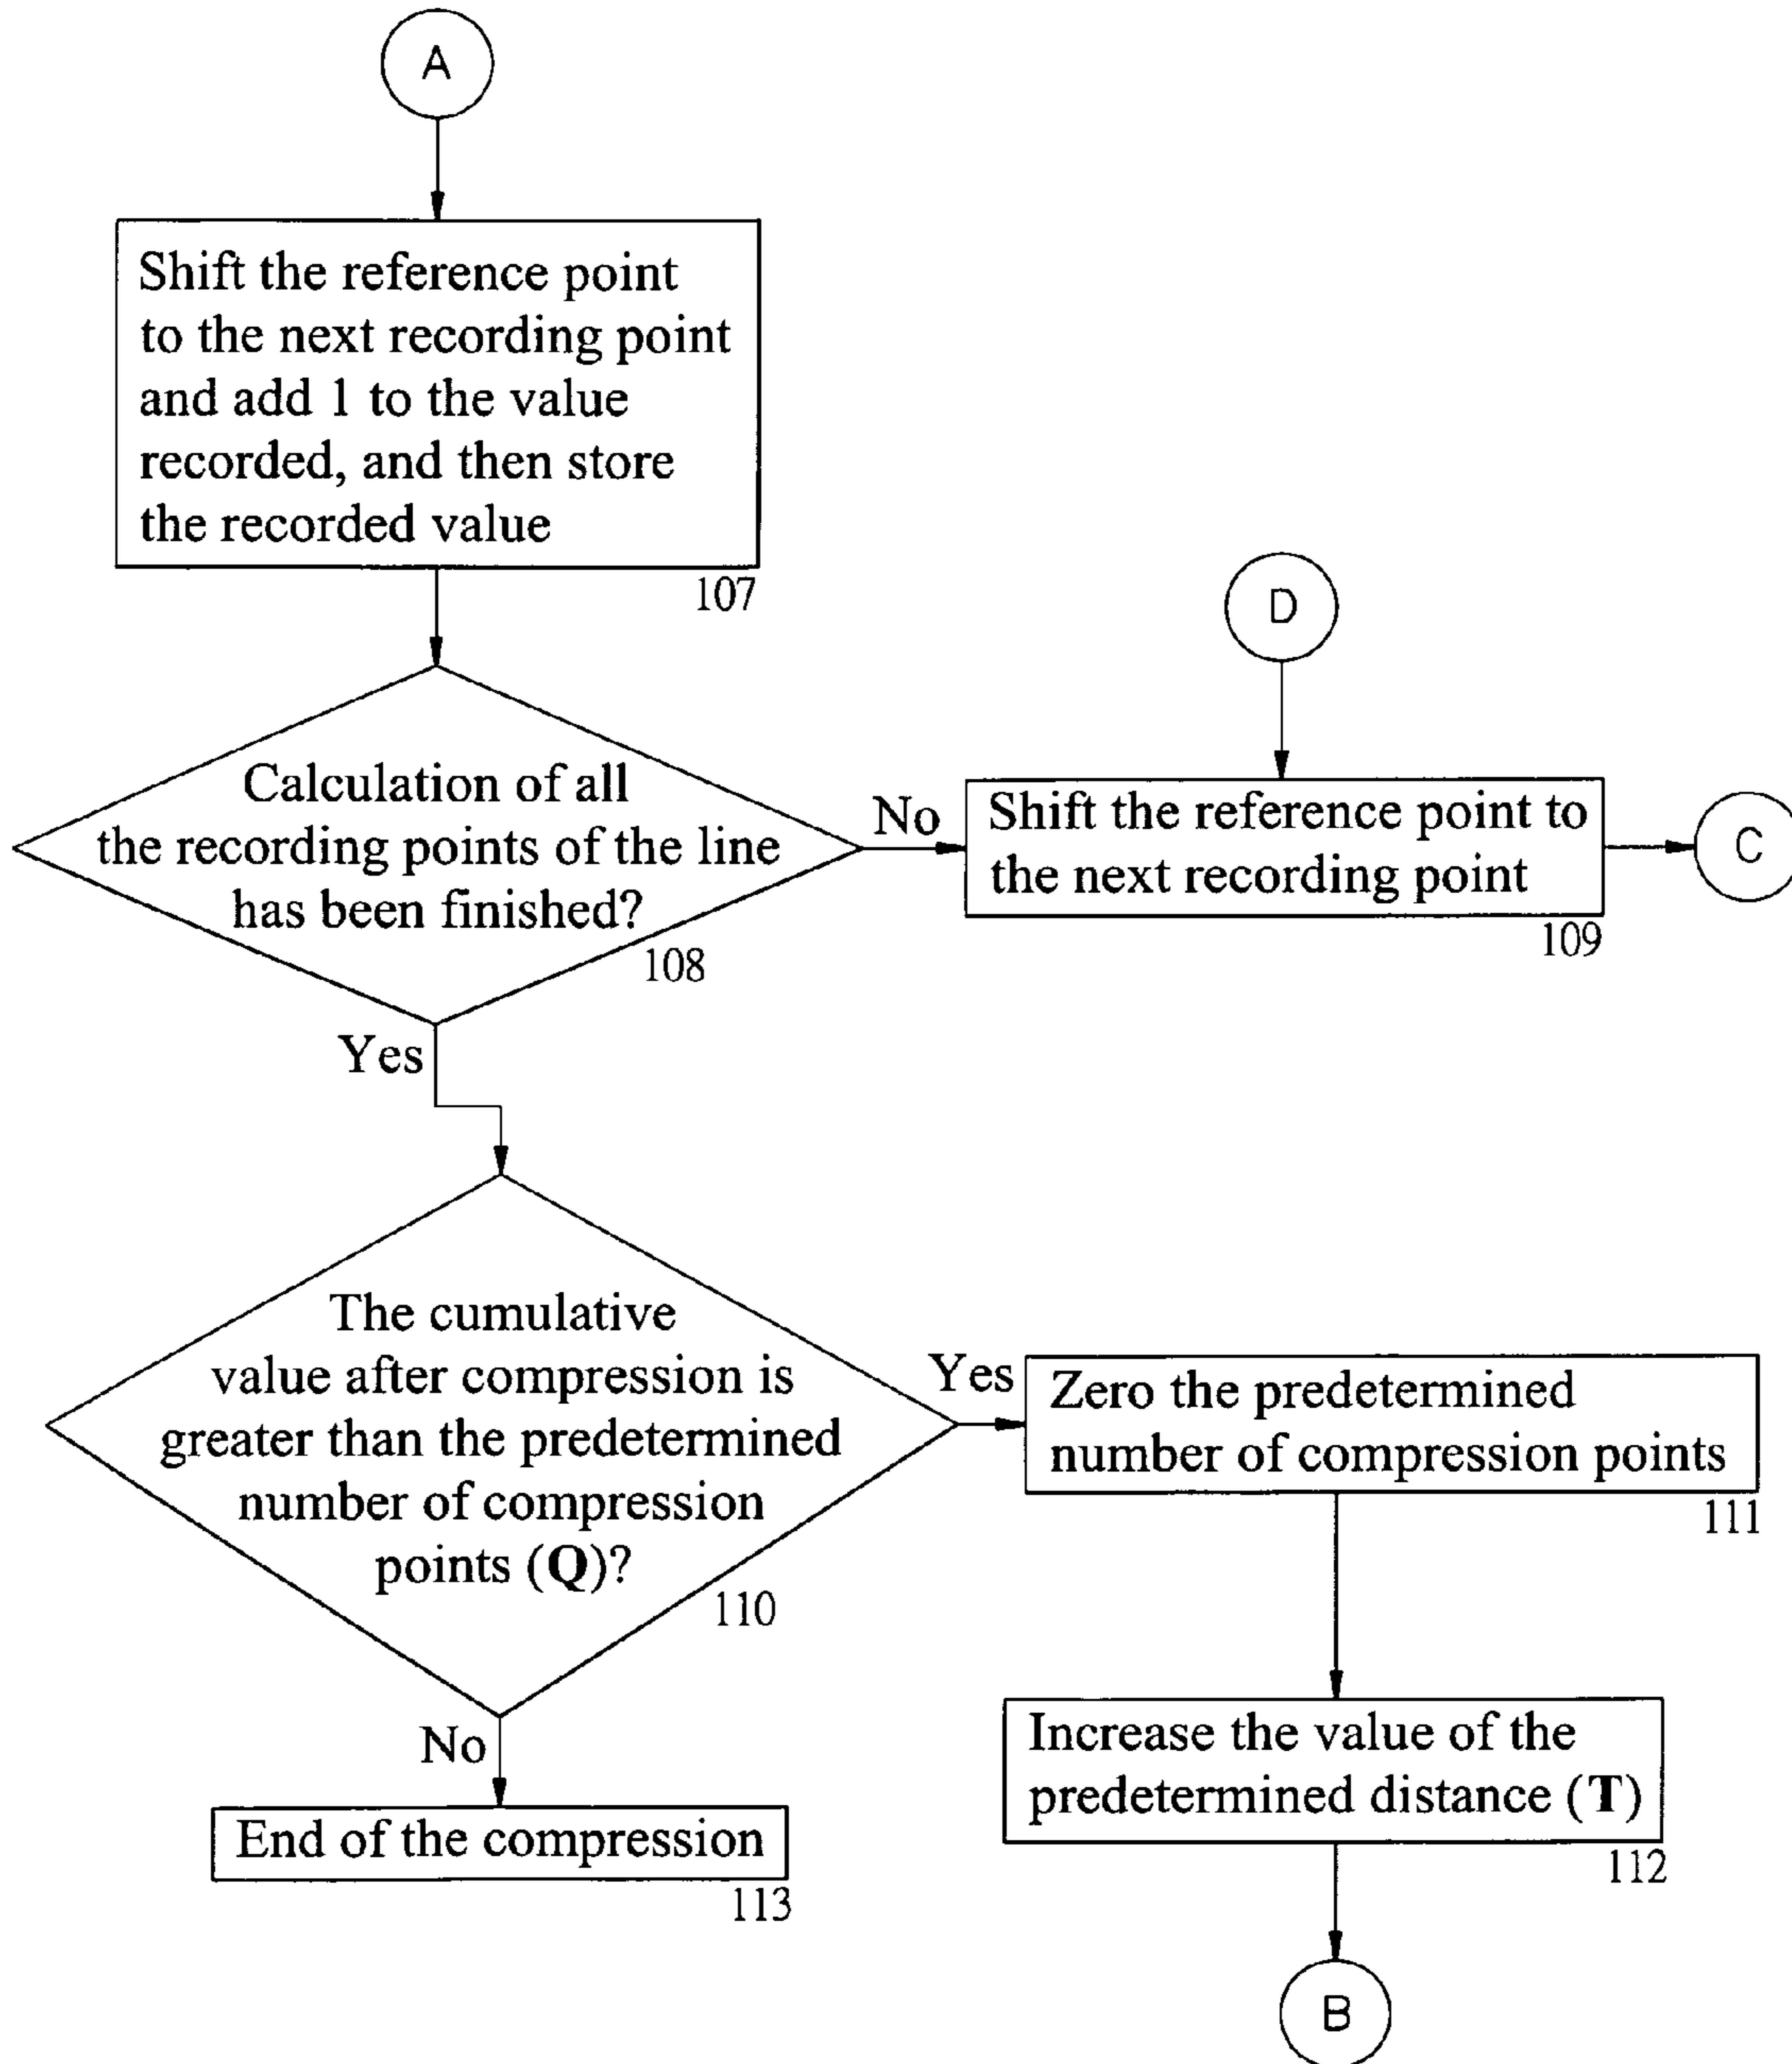 A
Shift the reference point
to the next recording point
and add 1 to the value
recorded, and then store
the recorded value
107
D
Calculation of all
the recording points of the line
has been finished?
108
No
Shift the reference point to
the next recording point
109
C
Yes
The cumulative
value after compression is
greater than the predetermined
number of compression
points (Q)?
110
Yes
Zero the predetermined
number of compression points
111
No
Increase the value of the
predetermined distance (T)
112
End of the compression
113
B